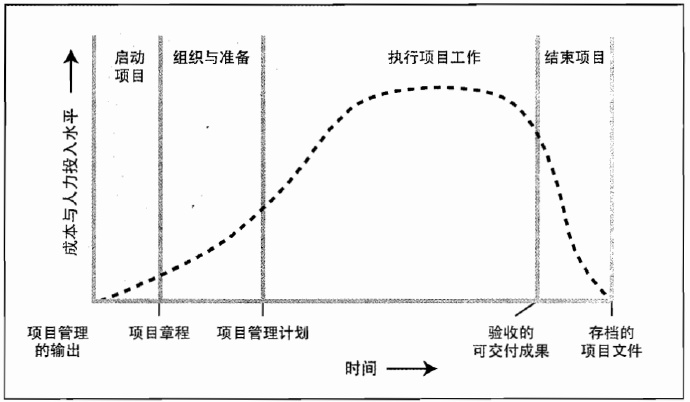 启动
项目
组织与准备
执行项目工作
结束项目
成本与人力投入水平
项目管理
的输出
项目章程
项目管理计划
验收的
可交付成果
存档的
项目文件
时间